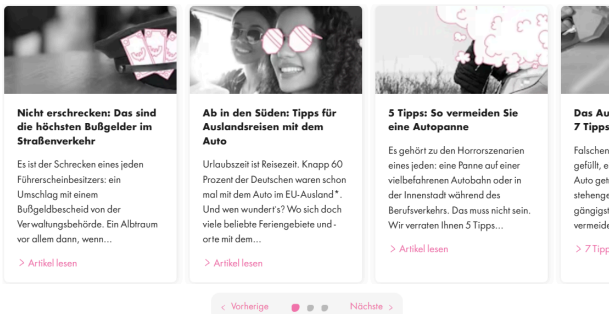 Nicht erschrecken: Das sind
die höchsten Bußgelder im
Straßenverkehr
Es ist der Schrecken eines jeden
Führerscheinbesitzers: ein
Umschlag mit einem
Bußgeldbescheid von der
Verwaltungsbehörde. Ein Albtraum
vor allem dann, wenn...
> Artikel lesen
Ab in den Süden: Tipps für
Auslandsreisen mit dem
Auto
Urlaubszeit ist Reisezeit. Knapp 60
Prozent der Deutschen waren schon
mal mit dem Auto im EU-Ausland*.
Und wen wundert's? Wo sich doch
viele beliebte Feriengebiete und -
orte mit dem...
> Artikel lesen
5 Tipps: So vermeiden Sie
eine Autopanne
Es gehört zu den Horrorszenarien
eines jeden: eine Panne auf einer
vielbefahrenen Autobahn oder in
der Innenstadt während des
Berufsverkehrs. Das muss nicht sein.
Wir verraten Ihnen 5 Tipps...
> Artikel lesen
Das Au
7 Tipps
Falschen
gefüllt, e
Auto get
stehenge
gängigst
vermeide
> 7 Tipp
< Vorherige
Nächste >